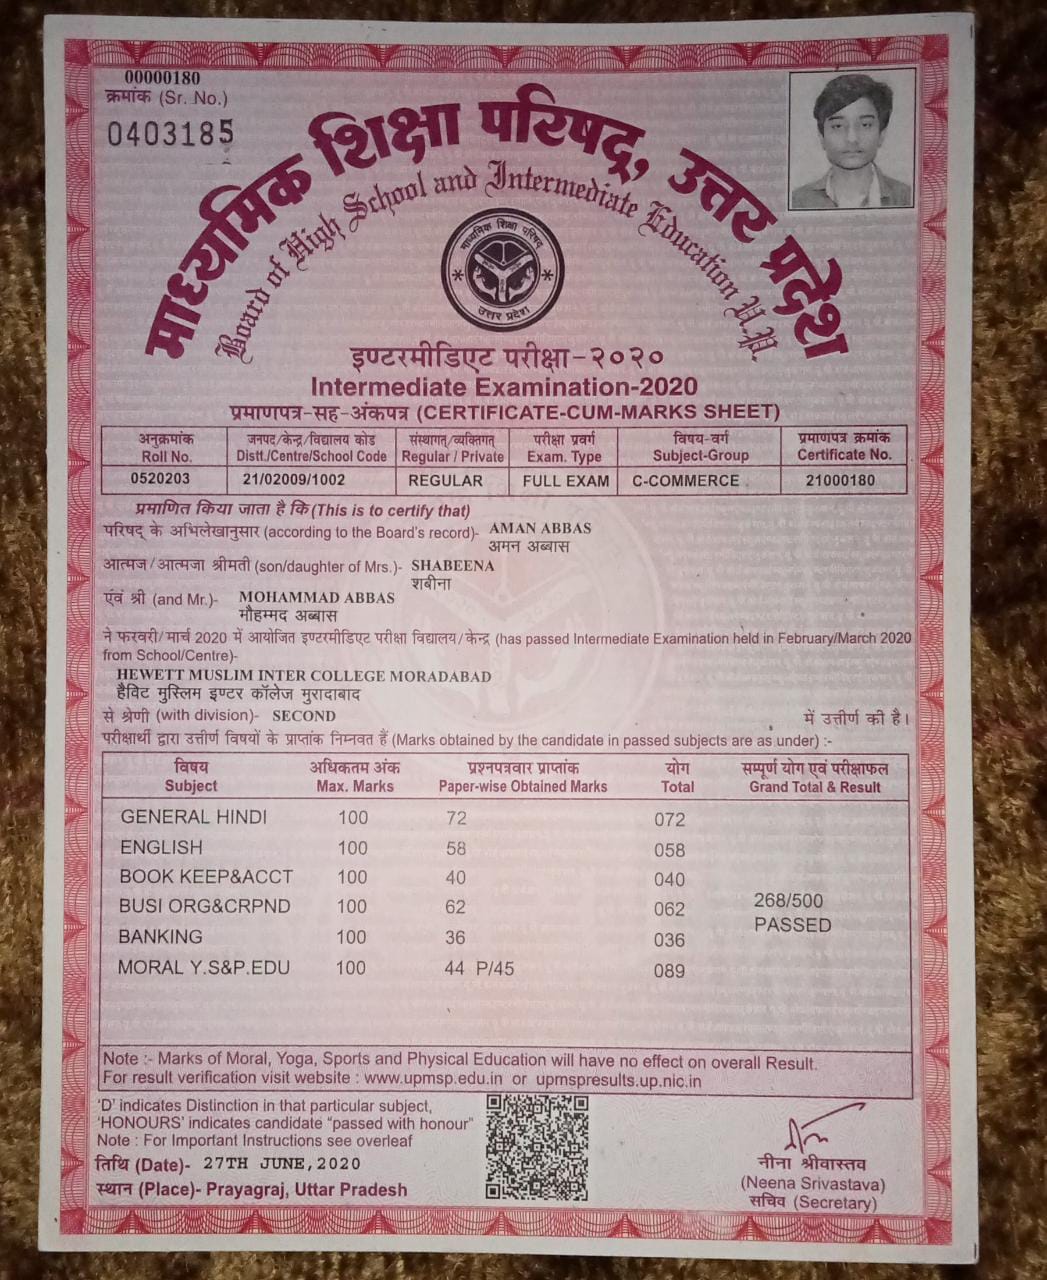 00000180
क्रमांक (Sr. No.)
0403185
माध्यमिक शिक्षा परिषद्, उत्तर प्रदेश
Board of High School and Intermediate Education U.P.
माध्यमिक शिक्षा परिषद्
उत्तर प्रदेश
इण्टरमीडिएट परीक्षा-२०२०
Intermediate Examination-2020
प्रमाणपत्र-सह-अंकपत्र (CERTIFICATE-CUM-MARKS SHEET)
अनुक्रमांक जनपद/केन्द्र/विद्यालय कोड संस्थागत/व्यक्तिगत परीक्षा प्रवर्ग विषय-वर्ग प्रमाणपत्र क्रमांक
Roll No. Distt./Centre/School Code Regular / Private Exam. Type Subject-Group Certificate No.
0520203 21/02009/1002 REGULAR FULL EXAM C-COMMERCE 21000180
प्रमाणित किया जाता है कि (This is to certify that)
परिषद् के अभिलेखानुसार (according to the Board's record)- AMAN ABBAS
अमन अब्बास
आत्मज/आत्मजा श्रीमती (son/daughter of Mrs.)- SHABEENA
शबीना
एंवं श्री (and Mr.)- MOHAMMAD ABBAS
मौहम्मद अब्बास
ने फरवरी/मार्च 2020 में आयोजित इण्टरमीडिएट परीक्षा विद्यालय/केन्द्र (has passed Intermediate Examination held in February/March 2020
from School/Centre)-
HEWETT MUSLIM INTER COLLEGE MORADABAD
हैविट मुस्लिम इण्टर कॉलेज मुरादाबाद
से श्रेणी (with division)- SECOND में उत्तीर्ण की है।
परीक्षार्थी द्वारा उत्तीर्ण विषयों के प्राप्तांक निम्नवत हैं (Marks obtained by the candidate in passed subjects are as under) :-
विषय अधिकतम अंक प्रश्नपत्रवार प्राप्तांक योग सम्पूर्ण योग एवं परीक्षाफल
Subject Max. Marks Paper-wise Obtained Marks Total Grand Total & Result
GENERAL HINDI 100 72 072
ENGLISH 100 58 058
BOOK KEEP&ACCT 100 40 040
BUSI ORG&CRPND 100 62 062 268/500
PASSED
BANKING 100 36 036
MORAL Y.S&P.EDU 100 44 P/45 089
Note :- Marks of Moral, Yoga, Sports and Physical Education will have no effect on overall Result.
For result verification visit website : www.upmsp.edu.in or upmspresults.up.nic.in
'D' indicates Distinction in that particular subject,
'HONOURS' indicates candidate "passed with honour"
Note : For Important Instructions see overleaf
तिथि (Date)- 27TH JUNE,2020
स्थान (Place)- Prayagraj, Uttar Pradesh
नीना श्रीवास्तव
(Neena Srivastava)
सचिव (Secretary)